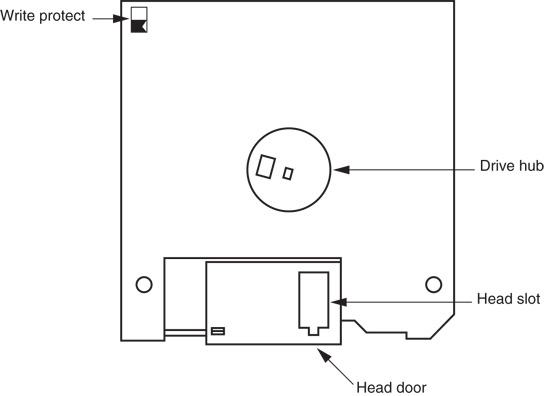 Write protect
Drive hub
Head slot
Head door